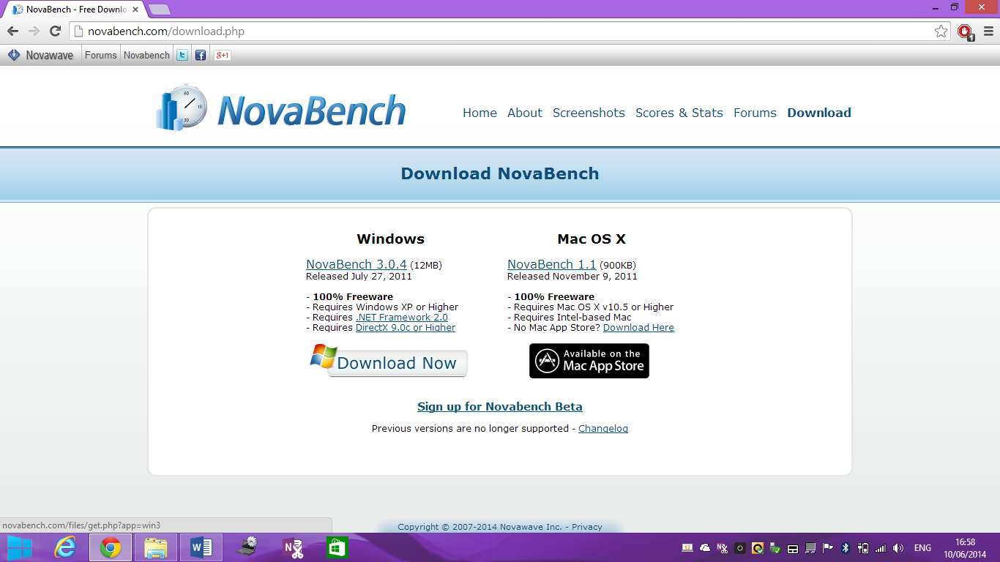 NovaBench - Free Downlo
novabench.com/download.php
1
Novawave Forums Novabench g+1
60
15
30
NovaBench
Home About Screenshots Scores & Stats Forums Download
Download NovaBench
Windows
NovaBench 3.0.4 (12MB)
Released July 27, 2011
- 100% Freeware
- Requires Windows XP or Higher
- Requires .NET Framework 2.0
- Requires DirectX 9.0c or Higher
Download Now
Mac OS X
NovaBench 1.1 (900KB)
Released November 9, 2011
- 100% Freeware
- Requires Mac OS X v10.5 or Higher
- Requires Intel-based Mac
- No Mac App Store? Download Here
Available on the
Mac App Store
Sign up for Novabench Beta
Previous versions are no longer supported - Changelog
novabench.com/files/get.php?app=win3
Copyright © 2007-2014 Novawave Inc. - Privacy
ENG
16:58
10/06/2014